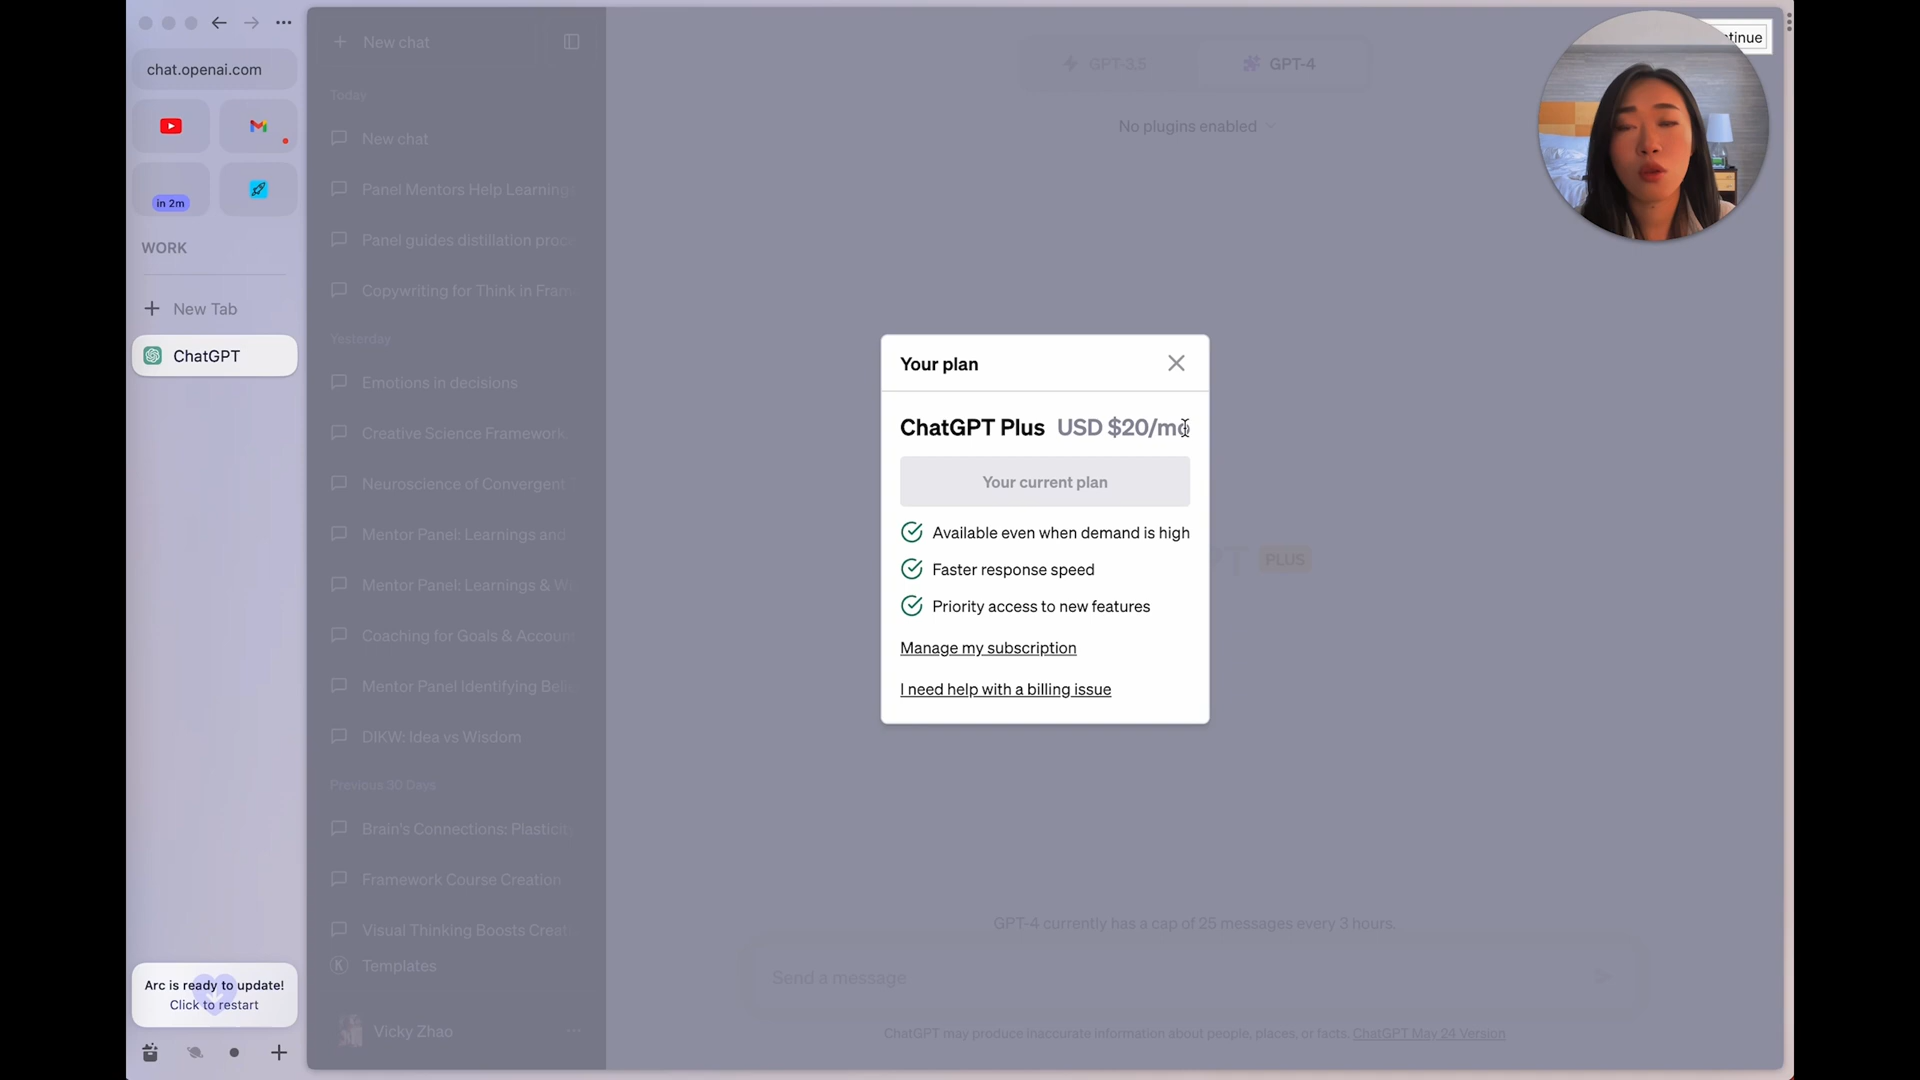 chat.openai.com
in 2m
WORK
New Tab
ChatGPT
Arc is ready to update!
Click to restart
New chat
Today
New chat
Panel Mentors Help Learning
Panel guides distillation proce
Copywriting for Think in Fram
Yesterday
Emotions in decisions
Creative Science Framework
Neuroscience of Convergent
Mentor Panel: Learnings and
Mentor Panel: Learnings & Wi
Coaching for Goals & Accoun
Mentor Panel Identifying Beli
DIKW: Idea vs Wisdom
Previous 30 Days
Brain's Connections: Plasticity
Framework Course Creation
Visual Thinking Boosts Creat
Templates
Vicky Zhao
GPT-3.5
GPT-4
No plugins enabled
tinue
Your plan
ChatGPT Plus USD $20/mo
Your current plan
Available even when demand is high
Faster response speed
Priority access to new features
Manage my subscription
I need help with a billing issue
PLUS
GPT-4 currently has a cap of 25 messages every 3 hours.
Send a message
ChatGPT may produce inaccurate information about people, places, or facts. ChatGPT May 24 Version